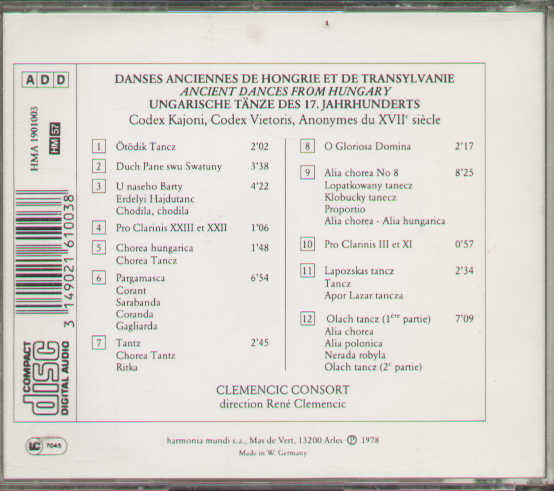 ADD
HMA 1901003
HM 57
3 149021 610038
COMPACT
disc
DIGITAL AUDIO
LC 7045
DANSES ANCIENNES DE HONGRIE ET DE TRANSYLVANIE
ANCIENT DANCES FROM HUNGARY
UNGARISCHE TÄNZE DES 17. JAHRHUNDERTS
Codex Kajoni, Codex Vietoris, Anonymes du XVIIe siècle
1 Ötödik Tancz 2'02
2 Duch Pane swu Swatuny 3'38
3 U naseho Barty 4'22
Erdelyi Hajdutanc
Chodila, chodila
4 Pro Clarinis XXIII et XXII 1'06
5 Chorea hungarica 1'48
Chorea Tancz
6 Pargamasca 6'54
Corant
Sarabanda
Coranda
Gagliarda
7 Tantz 2'45
Chorea Tantz
Ritka
8 O Gloriosa Domina 2'17
9 Alia chorea No 8 8'25
Lopatkowany tanecz
Klobucky tanecz
Proportio
Alia chorea - Alia hungarica
10 Pro Clannis III et XI 0'57
11 Lapozskas tancz 2'34
Tancz
Apor Lazar tancza
12 Olach tancz (1ère partie) 7'09
Alia chorea
Alia polonica
Nerada robyla
Olach tancz (2e partie)
CLEMENCIC CONSORT
direction René Clemencic
harmonia mundi s.a., Mas de Vert, 13200 Arles Ⓟ 1978
Made in W. Germany